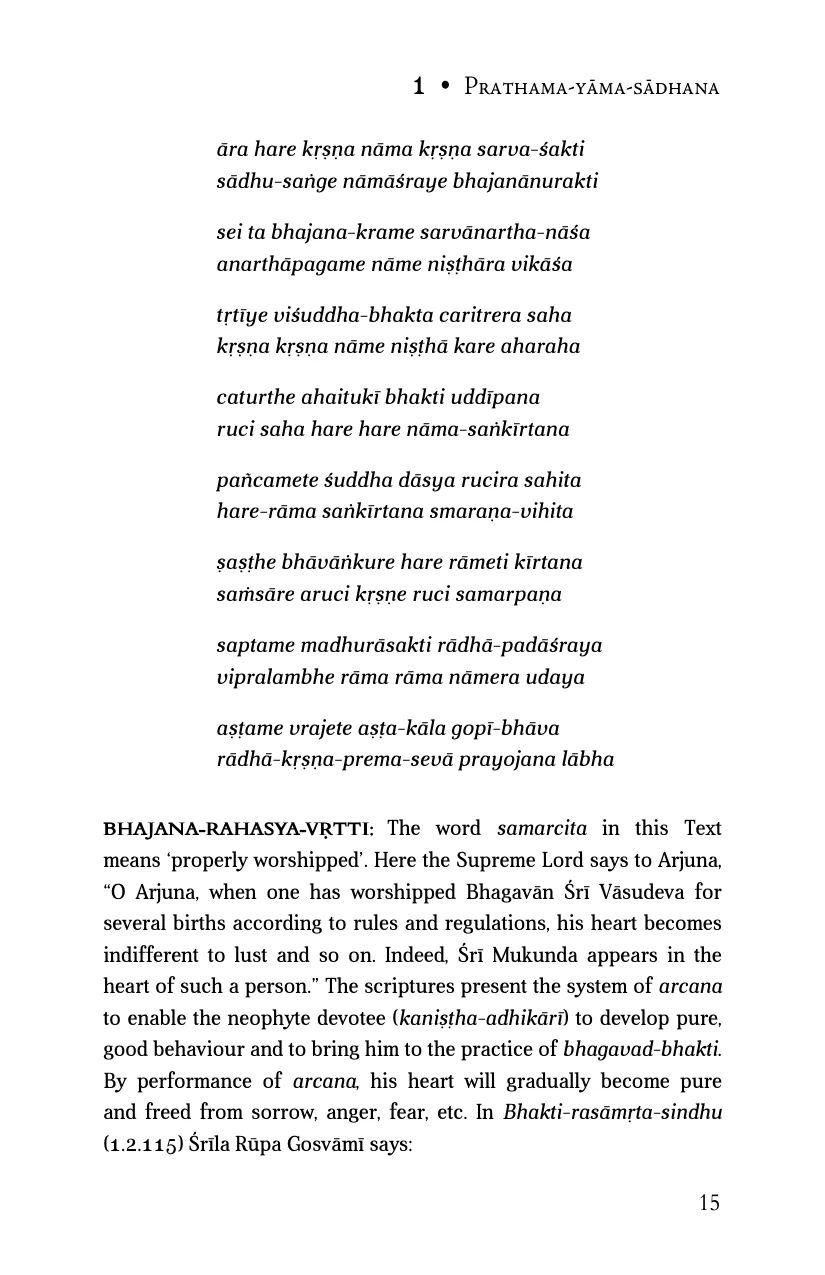 1 • Prathama-yāma-sādhana
āra hare kṛṣṇa nāma kṛṣṇa sarva-śakti
sādhu-saṅge nāmāśraye bhajanānurakti
sei ta bhajana-krame sarvānartha-nāśa
anarthāpagame nāme niṣṭhāra vikāśa
tṛtīye viśuddha-bhakta caritrera saha
kṛṣṇa kṛṣṇa nāme niṣṭhā kare aharaha
caturthe ahaitukī bhakti uddīpana
ruci saha hare hare nāma-saṅkīrtana
pañcamete śuddha dāsya rucira sahita
hare-rāma saṅkīrtana smaraṇa-vihita
ṣaṣṭhe bhāvāṅkure hare rāmeti kīrtana
saṁsāre aruci kṛṣṇe ruci samarpaṇa
saptame madhurāsakti rādhā-padāśraya
vipralambhe rāma rāma nāmera udaya
aṣṭame vrajete aṣṭa-kāla gopī-bhāva
rādhā-kṛṣṇa-prema-sevā prayojana lābha
BHAJANA-RAHASYA-VṚTTI: The word samarcita in this Text
means ‘properly worshipped’. Here the Supreme Lord says to Arjuna,
“O Arjuna, when one has worshipped Bhagavān Śrī Vāsudeva for
several births according to rules and regulations, his heart becomes
indifferent to lust and so on. Indeed, Śrī Mukunda appears in the
heart of such a person.” The scriptures present the system of arcana
to enable the neophyte devotee (kaniṣṭha-adhikārī) to develop pure,
good behaviour and to bring him to the practice of bhagavad-bhakti.
By performance of arcana, his heart will gradually become pure
and freed from sorrow, anger, fear, etc. In Bhakti-rasāmṛta-sindhu
(1.2.115) Śrīla Rūpa Gosvāmī says:
15